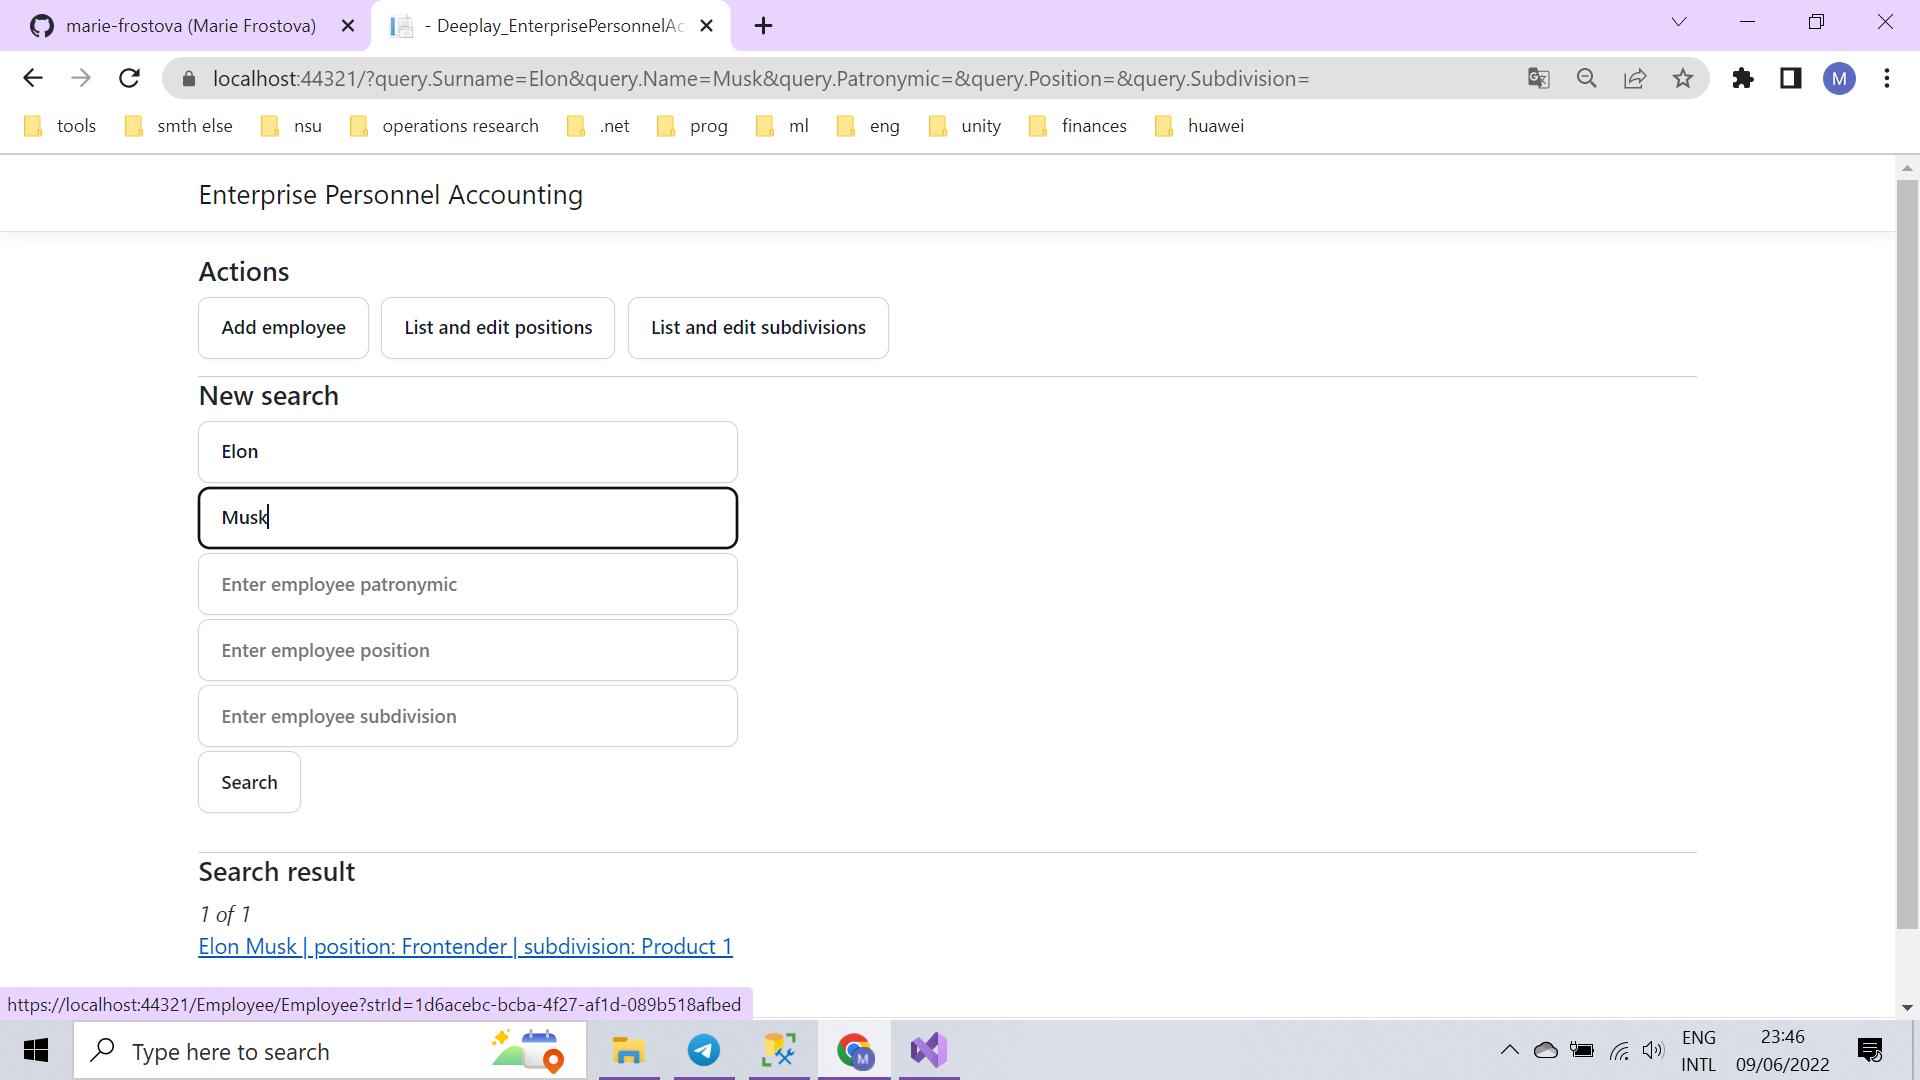 marie-frostova (Marie Frostova)
- Deeplay_EnterprisePersonnelAc
localhost:44321/?query.Surname=Elon&query.Name=Musk&query.Patronymic=&query.Position=&query.Subdivision=
M
tools
smth else
nsu
operations research
.net
prog
ml
eng
unity
finances
huawei
Enterprise Personnel Accounting
Actions
Add employee
List and edit positions
List and edit subdivisions
New search
Elon
Musk
Enter employee patronymic
Enter employee position
Enter employee subdivision
Search
Search result
1 of 1
Elon Musk | position: Frontender | subdivision: Product 1
https://localhost:44321/Employee/Employee?strId=1d6acebc-bcba-4f27-af1d-089b518afbed
Type here to search
M
ENG
INTL
23:46
09/06/2022